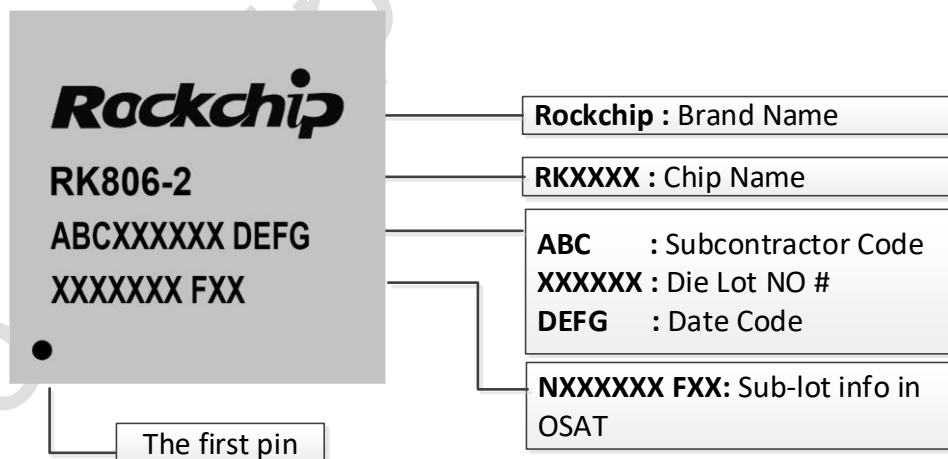 Rockchip
RK806-2
ABCXXXXXX DEFG
XXXXXXX FXX
Rockchip : Brand Name
RKXXXX : Chip Name
ABC : Subcontractor Code
XXXXXX : Die Lot NO #
DEFG : Date Code
NXXXXXX FXX: Sub-lot info in
OSAT
The first pin